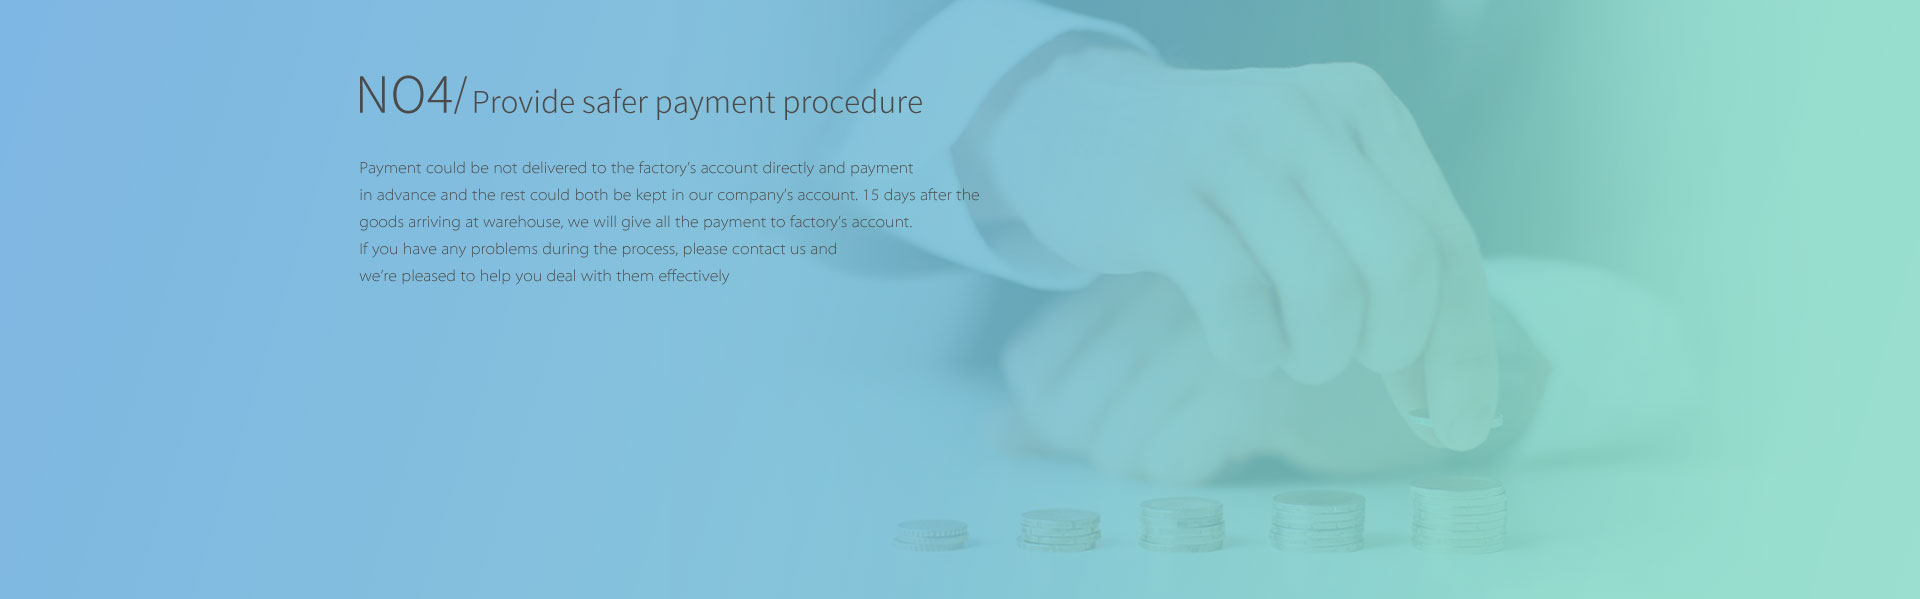 NO4/ Provide safer payment procedure
Payment could be not delivered to the factory's account directly and payment
in advance and the rest could both be kept in our company's account. 15 days after the
goods arriving at warehouse, we will give all the payment to factory's account.
If you have any problems during the process, please contact us and
we're pleased to help you deal with them effectively